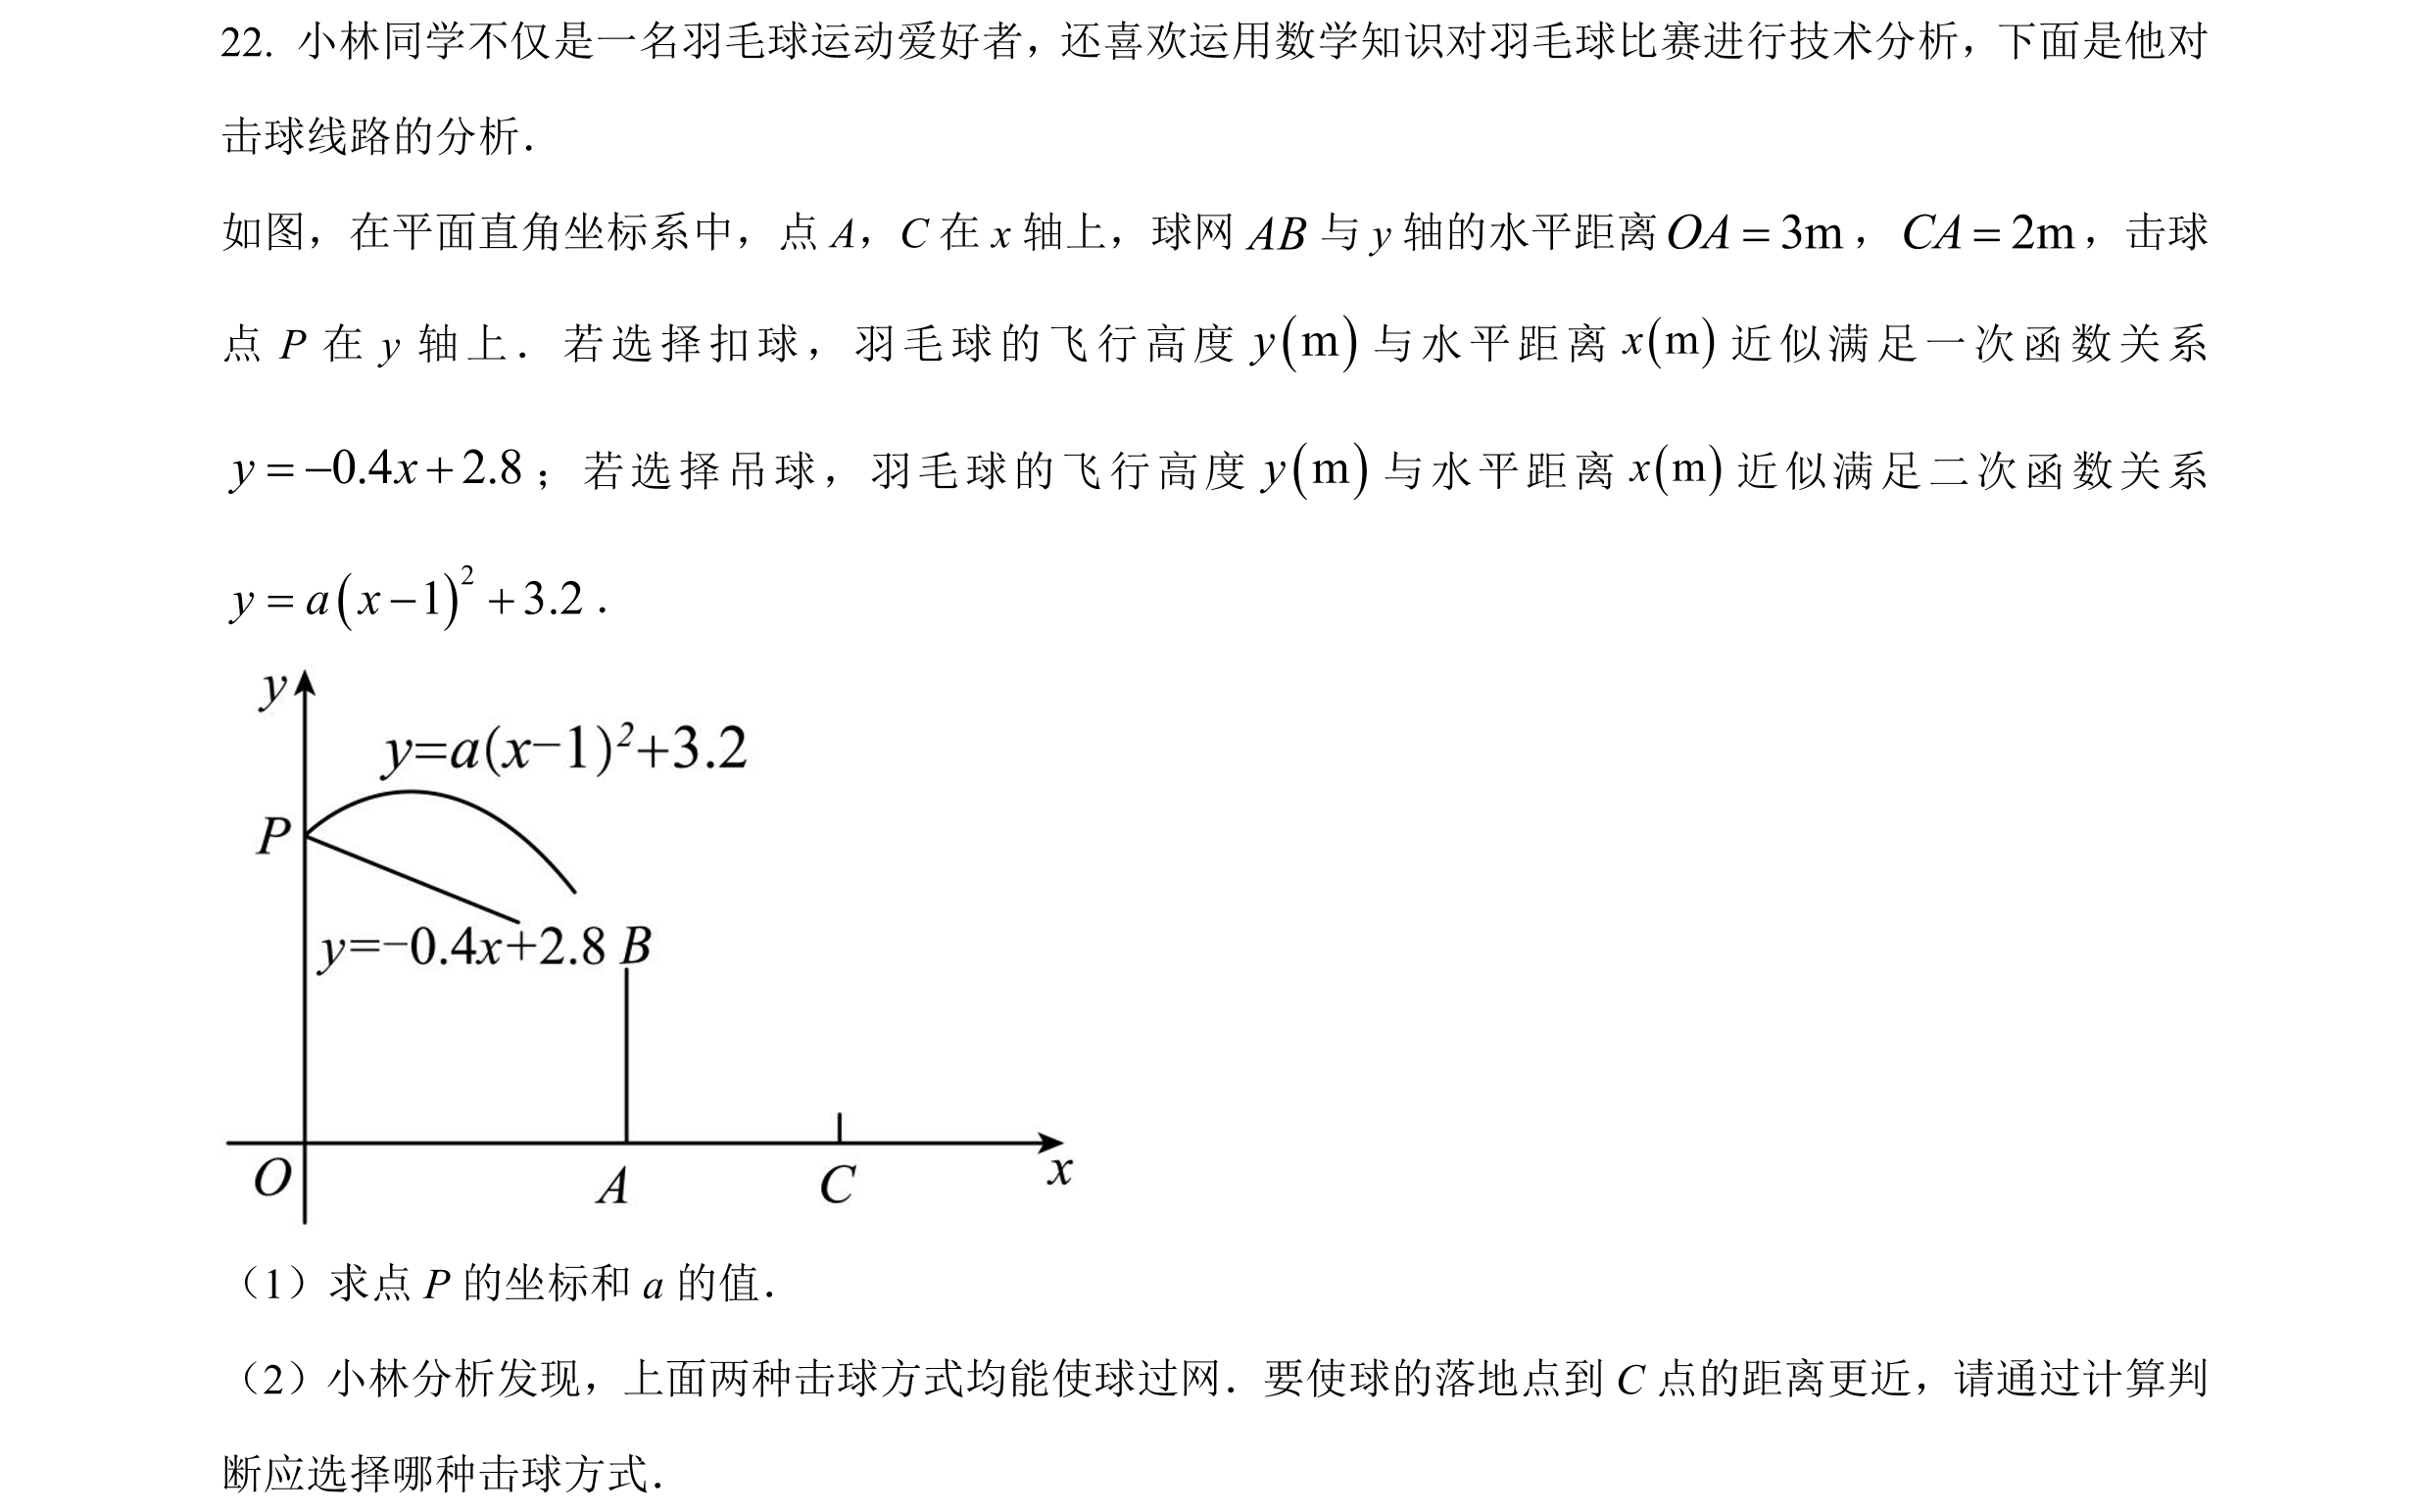 22. 小林同学不仅是一名羽毛球运动爱好者，还喜欢运用数学知识对羽毛球比赛进行技术分析，下面是他对
击球线路的分析．
如图，在平面直角坐标系中，点 A，C 在 x 轴上，球网 AB 与 y 轴的水平距离 OA = 3m，CA = 2m，击球
点 P 在 y 轴上．若选择扣球，羽毛球的飞行高度 y(m) 与水平距离 x(m) 近似满足一次函数关系
y = −0.4x + 2.8；若选择吊球，羽毛球的飞行高度 y(m) 与水平距离 x(m) 近似满足二次函数关系
y = a(x − 1)² + 3.2．
y
y=a(x−1)²+3.2
P
y=−0.4x+2.8 B
O A C x
（1）求点 P 的坐标和 a 的值．
（2）小林分析发现，上面两种击球方式均能使球过网．要使球的落地点到 C 点的距离更近，请通过计算判
断应选择哪种击球方式．